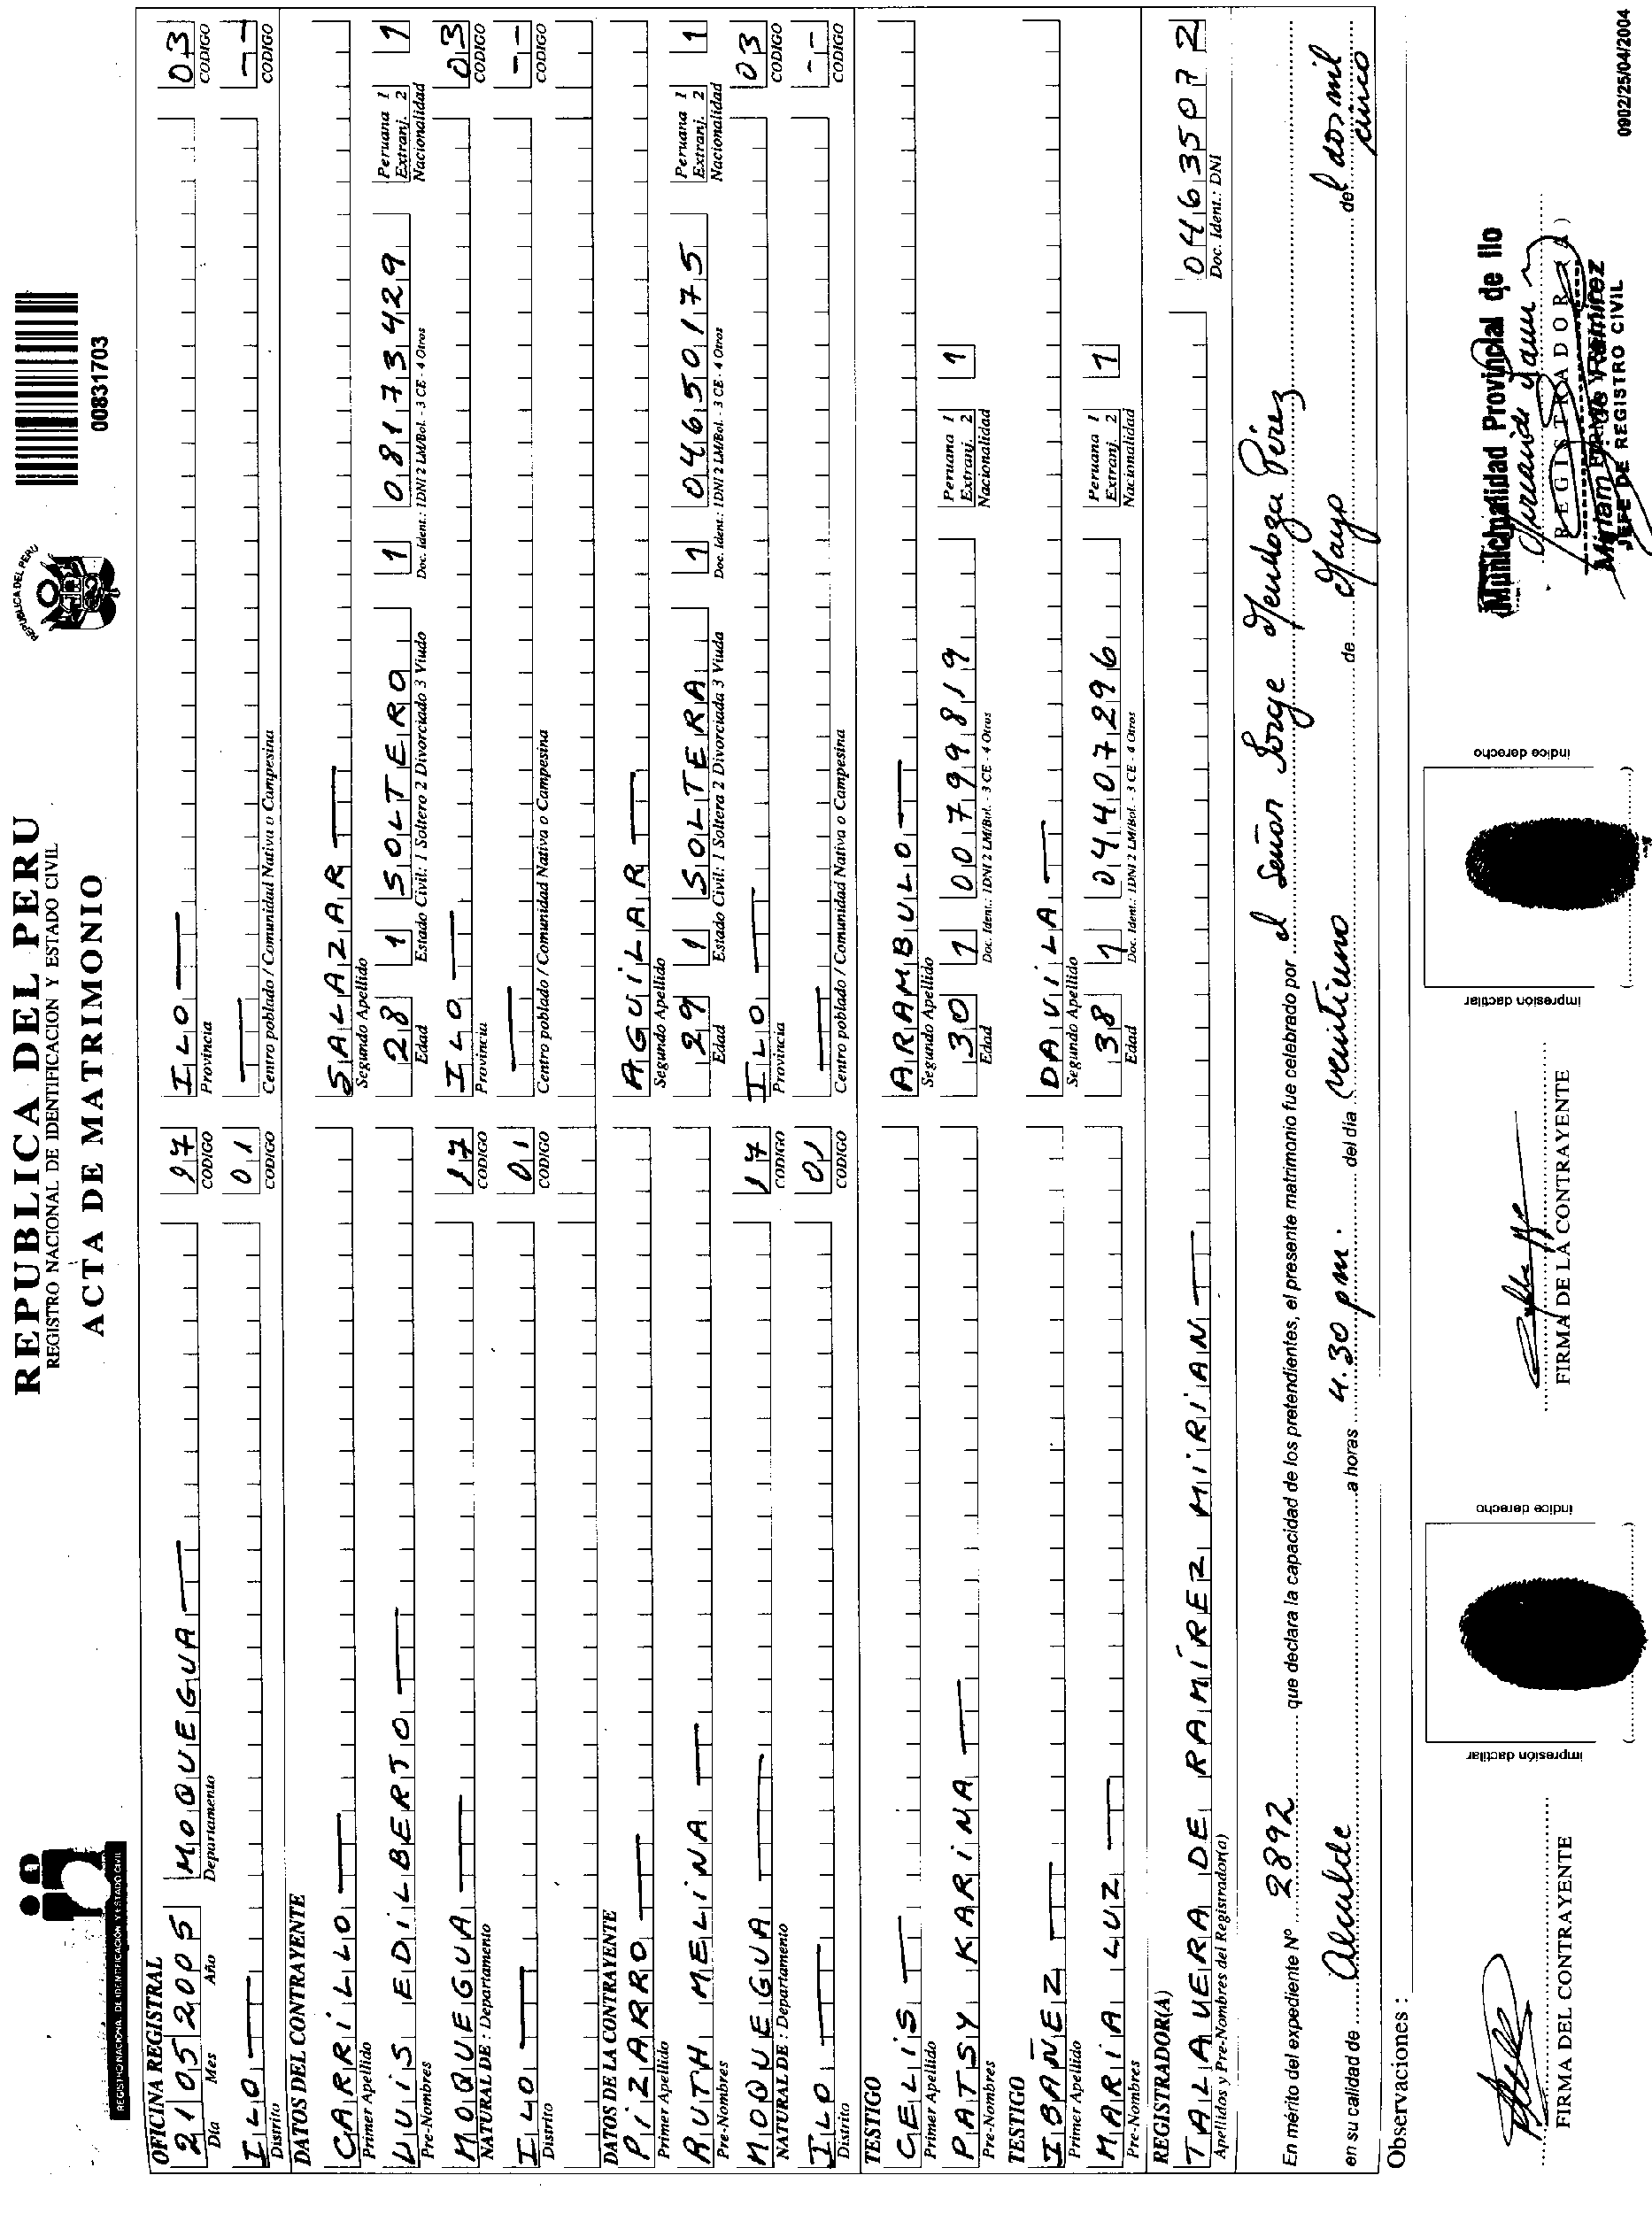 REPUBLICA DEL PERU
REGISTRO NACIONAL DE IDENTIFICACION Y ESTADO CIVIL
ACTA DE MATRIMONIO
REGISTRO NACIONAL DE IDENTIFICACIÓN Y ESTADO CIVIL
REPUBLICA DEL PERU
00831703
OFICINA REGISTRAL
21 05 2005 MOQUEGUA 17 ILO 03
Día Mes Año Departamento CODIGO Provincia CODIGO
ILO 01 --
Distrito CODIGO Centro poblado / Comunidad Nativa o Campesina CODIGO
DATOS DEL CONTRAYENTE
CARRiLLO SALAZAR
Primer Apellido Segundo Apellido
LUiS EDiLBERTO 28 1 SOLTERO 1 08173429 Peruana 1 Extranj. 2 1
Pre-Nombres Edad Estado Civil: 1 Soltero 2 Divorciado 3 Viudo Doc. Ident.: 1DNI 2 LM/Bol. - 3 CE - 4 Otros Nacionalidad
MOQUEGUA 17 ILO 03
NATURAL DE : Departamento CODIGO Provincia CODIGO
ILO 01 --
Distrito CODIGO Centro poblado / Comunidad Nativa o Campesina CODIGO
DATOS DE LA CONTRAYENTE
PiZARRO AGUiLAR
Primer Apellido Segundo Apellido
RUTH MELiNA 29 1 SOLTERA 1 04650175 Peruana 1 Extranj. 2 1
Pre-Nombres Edad Estado Civil: 1 Soltera 2 Divorciada 3 Viuda Doc. Ident.: 1DNI 2 LM/Bol. - 3 CE - 4 Otros Nacionalidad
MOQUEGUA 17 ILO 03
NATURAL DE : Departamento CODIGO Provincia CODIGO
ILO 01 --
Distrito CODIGO Centro poblado / Comunidad Nativa o Campesina CODIGO
TESTIGO
CELiS ARAMBULO
Primer Apellido Segundo Apellido
PATSY KARiNA 30 1 00799819 Peruana 1 Extranj. 2 1
Pre-Nombres Edad Doc. Ident.: 1DNI 2 LM/Bol. - 3 CE - 4 Otros Nacionalidad
TESTIGO
IBAÑEZ DAViLA
Primer Apellido Segundo Apellido
MARiA LUZ 38 1 04407296 Peruana 1 Extranj. 2 1
Pre-Nombres Edad Doc. Ident.: 1DNI 2 LM/Bol. - 3 CE - 4 Otros Nacionalidad
REGISTRADOR(A)
TALAVERA DE RAMÍREZ MiRiAN 04635072
Apellidos y Pre-Nombres del Registrador(a) Doc. Ident.: DNI
En mérito del expediente Nº 2892 que declara la capacidad de los pretendientes, el presente matrimonio fue celebrado por el Señor Jorge Mendoza Pérez
en su calidad de Alcalde a horas 4.30 pm. del día veintiuno de Mayo del dos mil cinco
Observaciones :
impresión dactilar
índice derecho
impresión dactilar
índice derecho
FIRMA DEL CONTRAYENTE
FIRMA DE LA CONTRAYENTE
Municipalidad Provincial de Ilo
REGISTRADOR(A)
JEFE DE REGISTRO CIVIL
0902/25/04/2004